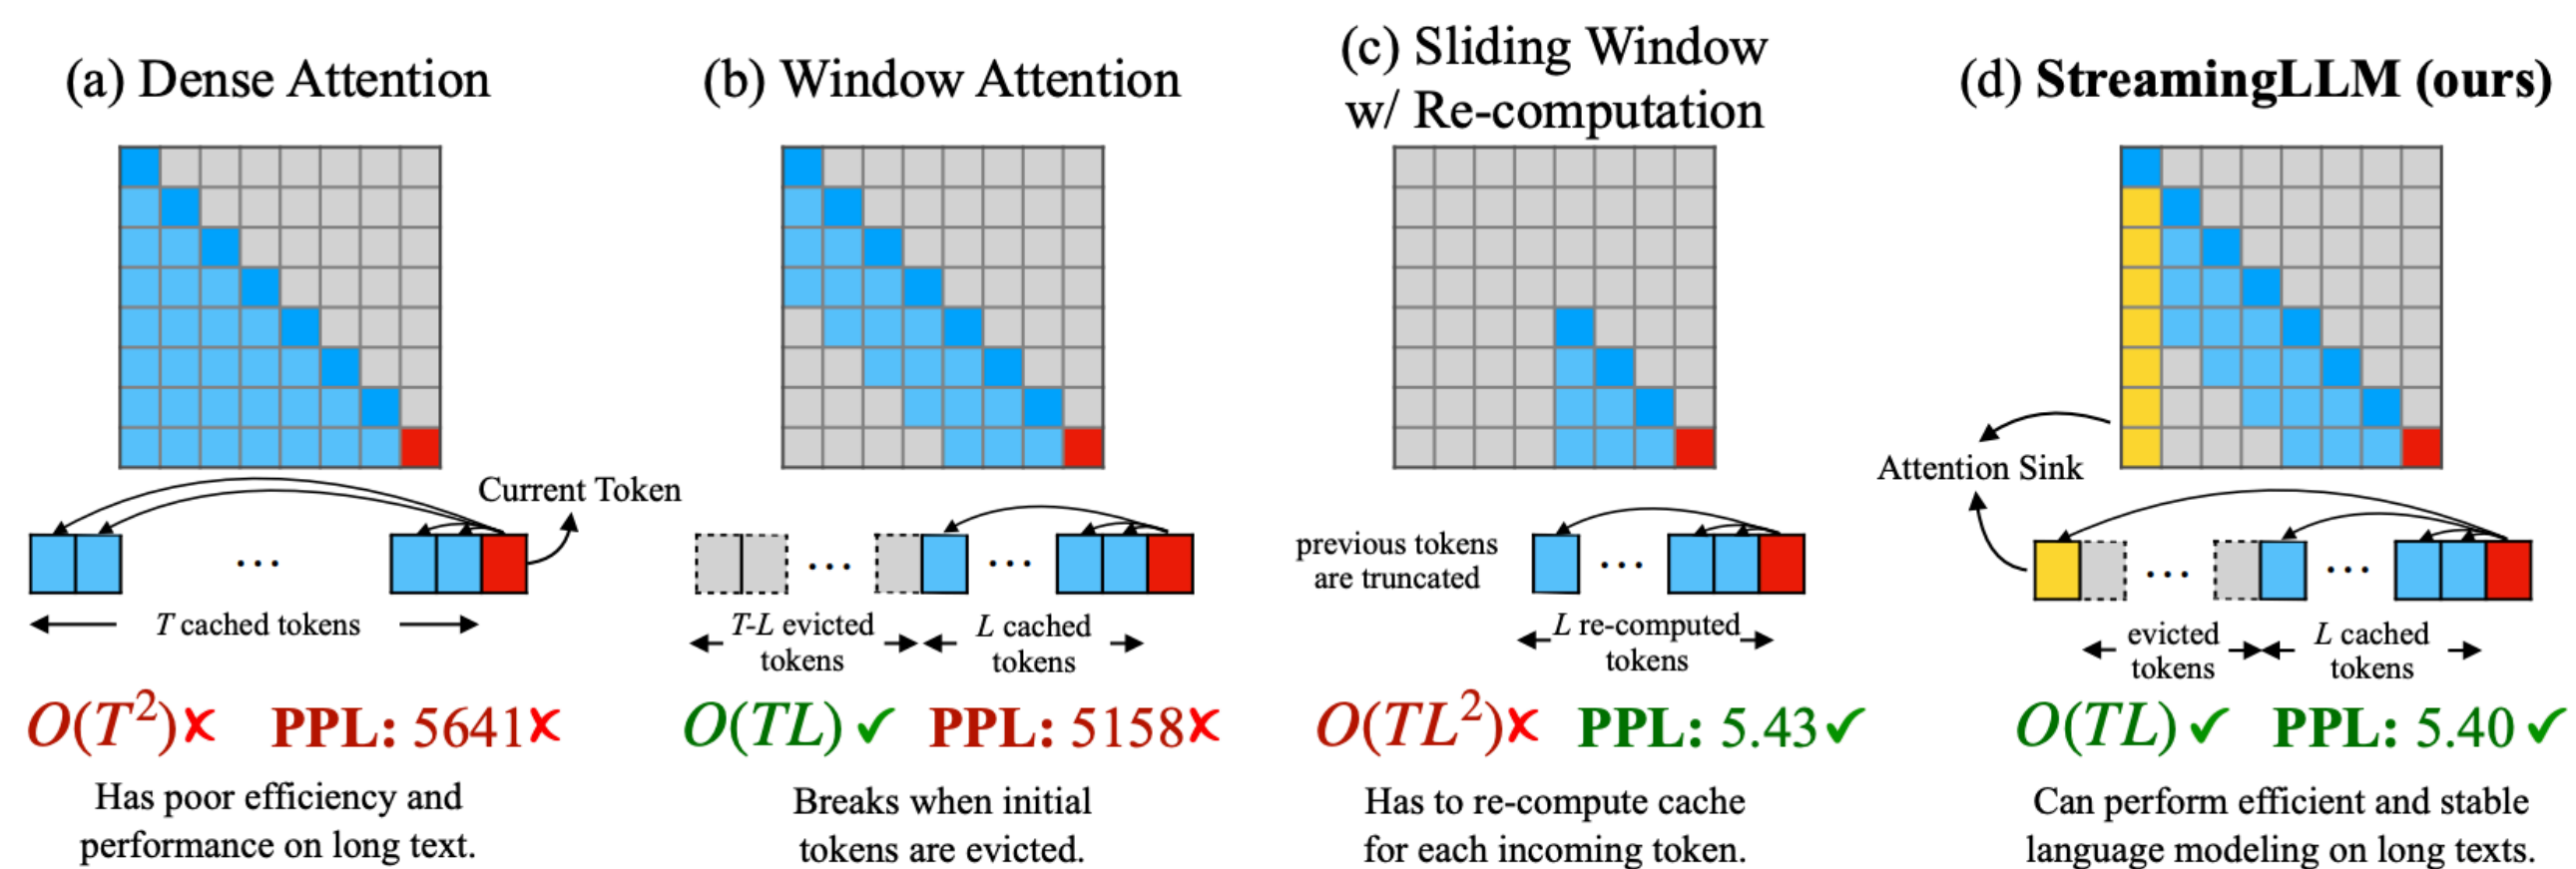 (a) Dense Attention
Current Token
...
T cached tokens
O(T²)✗ PPL: 5641✗
Has poor efficiency and
performance on long text.
(b) Window Attention
... ...
T-L evicted
tokens
L cached
tokens
O(TL) ✓ PPL: 5158✗
Breaks when initial
tokens are evicted.
(c) Sliding Window
w/ Re-computation
previous tokens
are truncated
...
L re-computed
tokens
O(TL²)✗ PPL: 5.43✓
Has to re-compute cache
for each incoming token.
(d) StreamingLLM (ours)
Attention Sink
... ...
evicted
tokens
L cached
tokens
O(TL) ✓ PPL: 5.40 ✓
Can perform efficient and stable
language modeling on long texts.